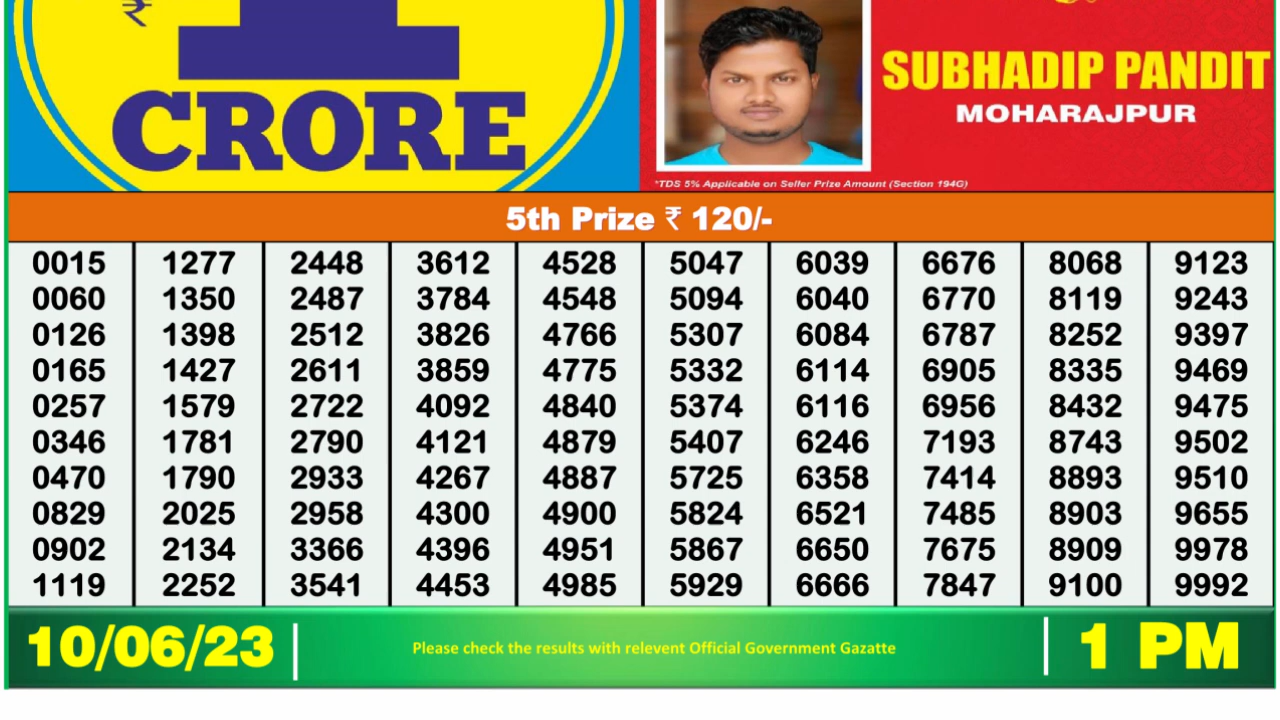 ₹ 1
CRORE
SUBHADIP PANDIT
MOHARAJPUR
*TDS 5% Applicable on Seller Prize Amount (Section 194G)
5th Prize ₹ 120/-
0015 1277 2448 3612 4528 5047 6039 6676 8068 9123
0060 1350 2487 3784 4548 5094 6040 6770 8119 9243
0126 1398 2512 3826 4766 5307 6084 6787 8252 9397
0165 1427 2611 3859 4775 5332 6114 6905 8335 9469
0257 1579 2722 4092 4840 5374 6116 6956 8432 9475
0346 1781 2790 4121 4879 5407 6246 7193 8743 9502
0470 1790 2933 4267 4887 5725 6358 7414 8893 9510
0829 2025 2958 4300 4900 5824 6521 7485 8903 9655
0902 2134 3366 4396 4951 5867 6650 7675 8909 9978
1119 2252 3541 4453 4985 5929 6666 7847 9100 9992
10/06/23
Please check the results with relevent Official Government Gazatte
1 PM